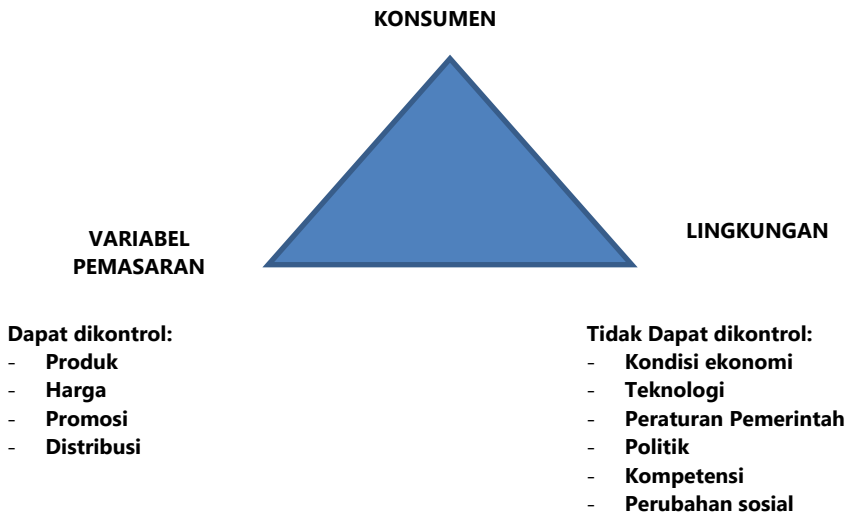 KONSUMEN
VARIABEL
PEMASARAN
LINGKUNGAN
Dapat dikontrol:
- Produk
- Harga
- Promosi
- Distribusi
Tidak Dapat dikontrol:
- Kondisi ekonomi
- Teknologi
- Peraturan Pemerintah
- Politik
- Kompetensi
- Perubahan sosial